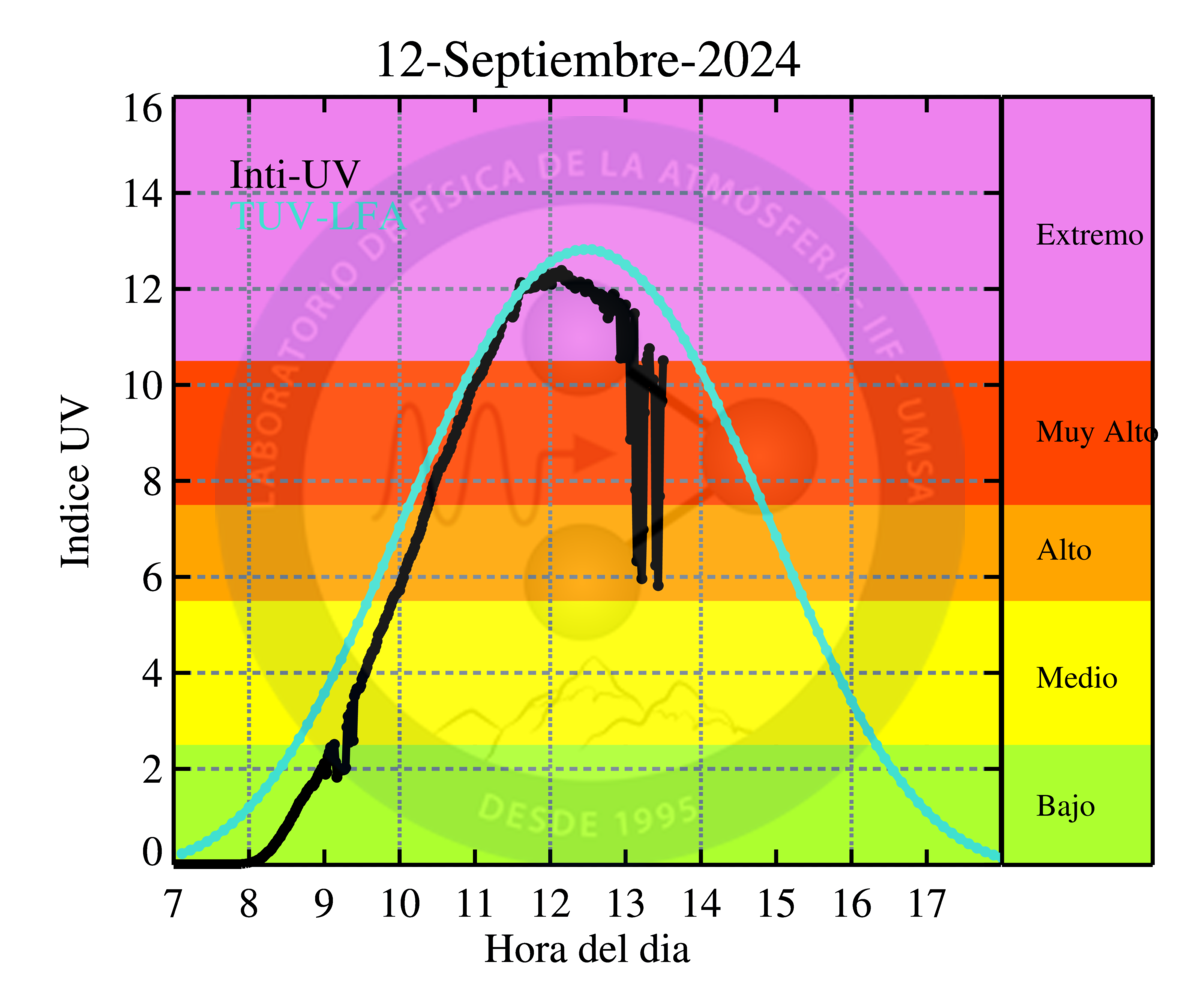 12-Septiembre-2024
16
14
12
10
8
6
4
2
0
Indice UV
Inti-UV
TUV-LFA
LABORATORIO DE FÍSICA DE LA ATMÓSFERA - IIF - UMSA
DESDE 1995
Extremo
Muy Alto
Alto
Medio
Bajo
7 8 9 10 11 12 13 14 15 16 17
Hora del dia